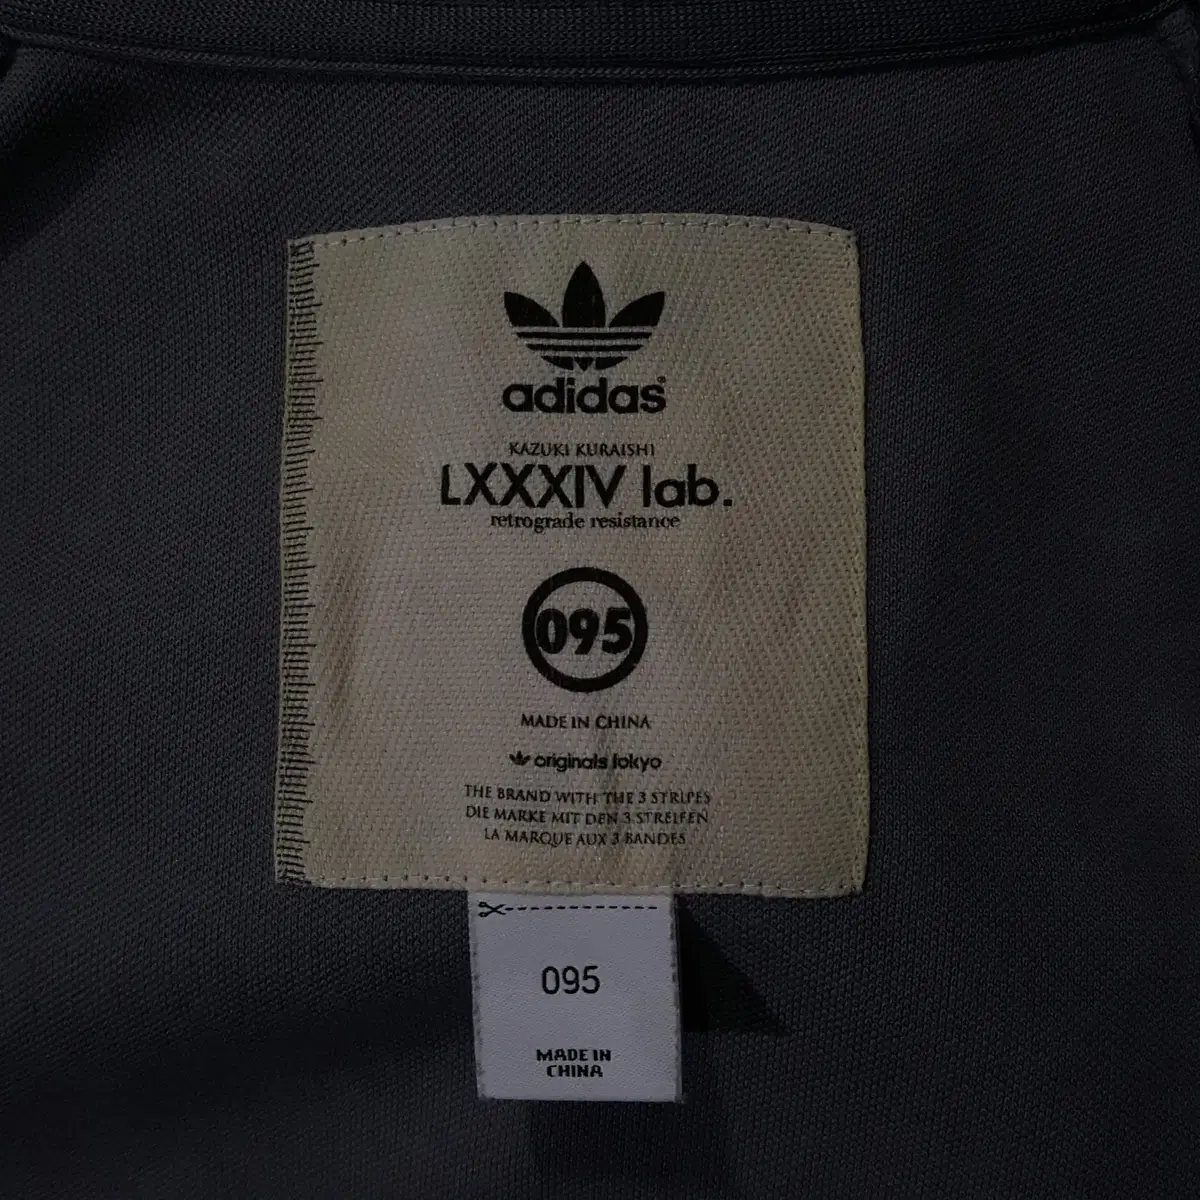 adidas®
KAZUKI KURAISHI
LXXXIV lab.
retrograde resistance
095
MADE IN CHINA
originals tokyo
THE BRAND WITH THE 3 STRIPES
DIE MARKE MIT DEN 3 STREIFEN
LA MARQUE AUX 3 BANDES
095
MADE IN
CHINA